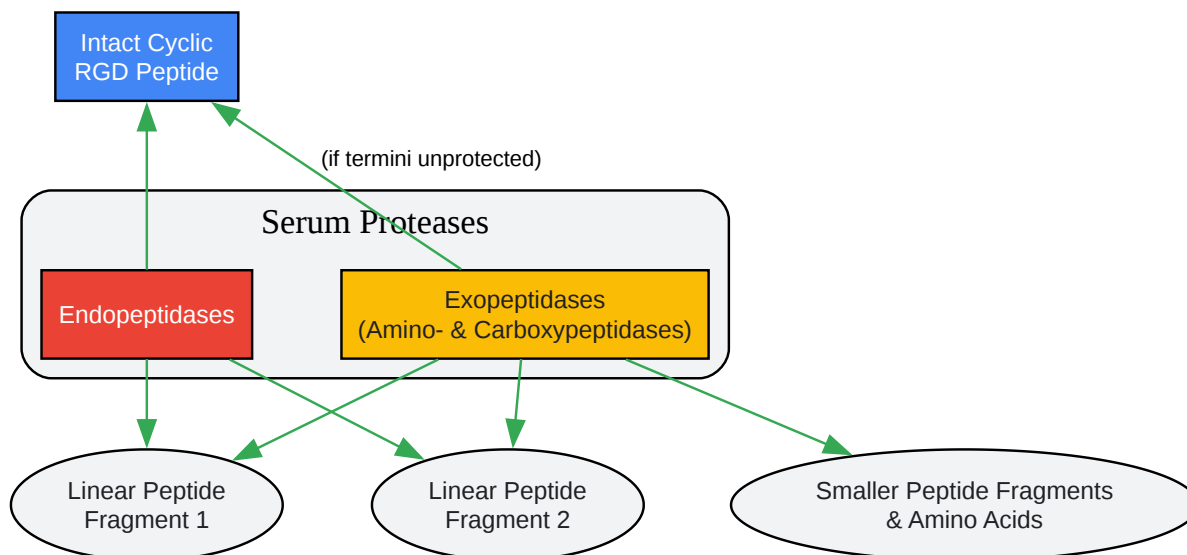 Intact Cyclic
RGD Peptide
(if termini unprotected)
Serum Proteases
Endopeptidases
Exopeptidases
(Amino- & Carboxypeptidases)
Linear Peptide
Fragment 1
Linear Peptide
Fragment 2
Smaller Peptide Fragments
& Amino Acids